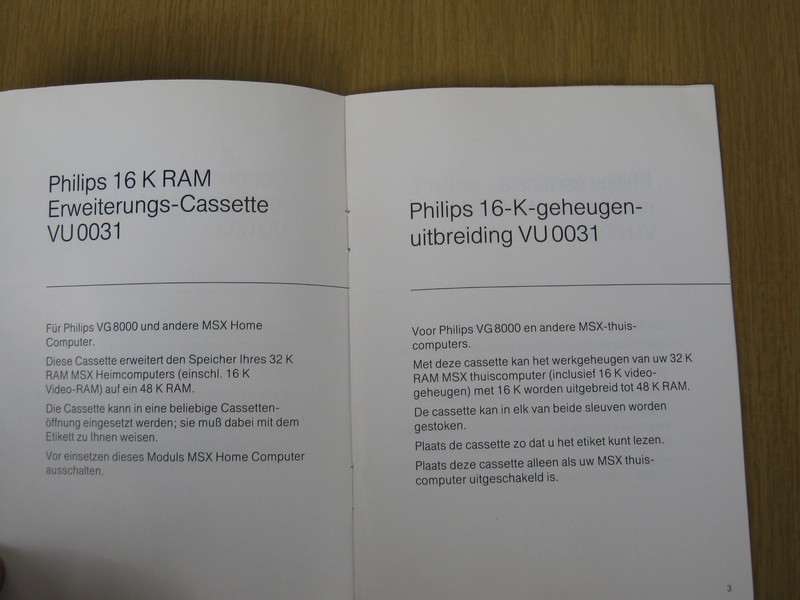 Philips 16 K RAM
Erweiterungs-Cassette
VU 0031
Für Philips VG 8000 und andere MSX Home
Computer.
Diese Cassette erweitert den Speicher Ihres 32 K
RAM MSX Heimcomputers (einschl. 16 K
Video-RAM) auf ein 48 K RAM.
Die Cassette kann in eine beliebige Cassetten-
öffnung eingesetzt werden; sie muß dabei mit dem
Etikett zu Ihnen weisen.
Vor einsetzen dieses Moduls MSX Home Computer
ausschalten.
Philips 16-K-geheugen-
uitbreiding VU 0031
Voor Philips VG 8000 en andere MSX-thuis-
computers.
Met deze cassette kan het werkgeheugen van uw 32 K
RAM MSX thuiscomputer (inclusief 16 K video-
geheugen) met 16 K worden uitgebreid tot 48 K RAM.
De cassette kan in elk van beide sleuven worden
gestoken.
Plaats de cassette zo dat u het etiket kunt lezen.
Plaats deze cassette alleen als uw MSX thuis-
computer uitgeschakeld is.
3